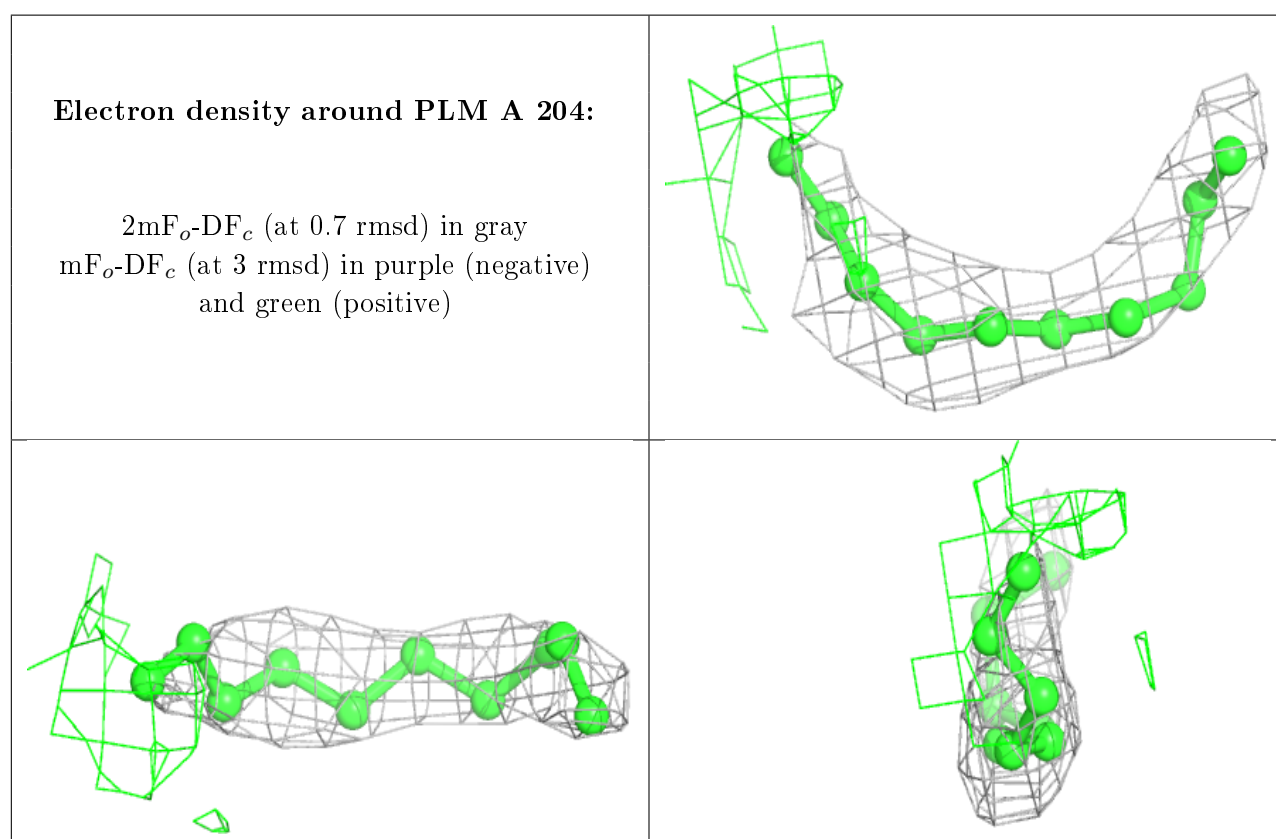 Electron density around PLM A 204:
2mFo-DFc (at 0.7 rmsd) in gray
mFo-DFc (at 3 rmsd) in purple (negative)
and green (positive)